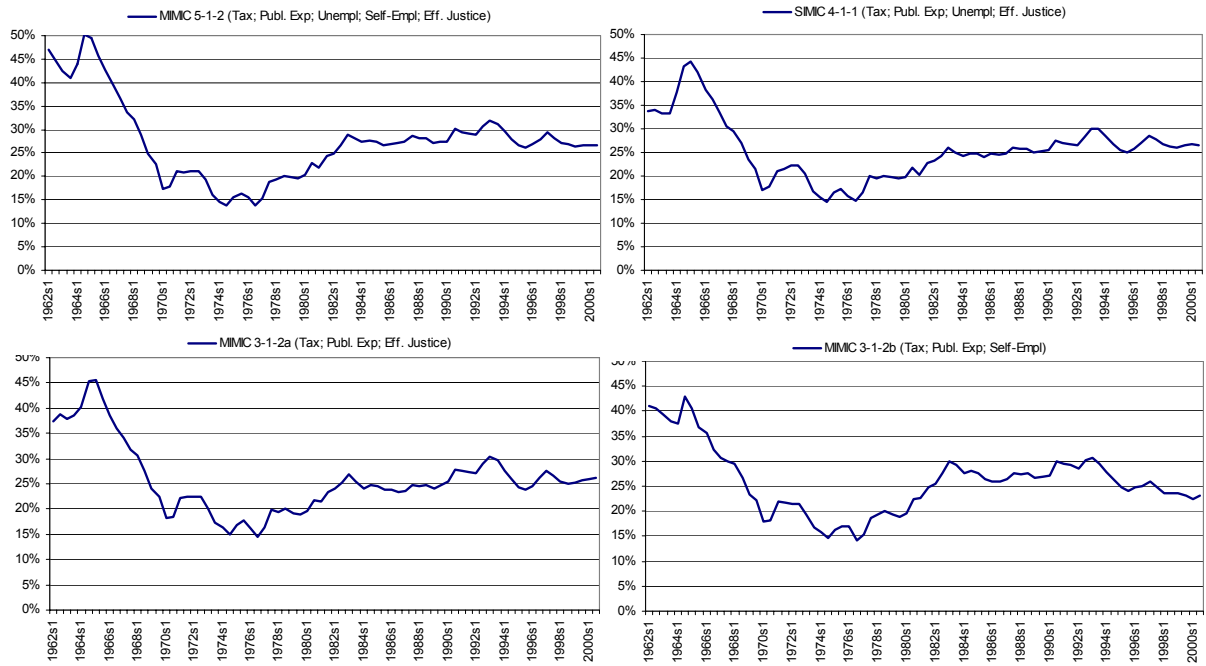 MIMIC 5-1-2 (Tax; Publ. Exp; Unempl; Self-Empl; Eff. Justice)
50%
45%
40%
35%
30%
25%
20%
15%
10%
5%
0%
1962s1
1964s1
1966s1
1968s1
1970s1
1972s1
1974s1
1976s1
1978s1
1980s1
1982s1
1984s1
1986s1
1988s1
1990s1
1992s1
1994s1
1996s1
1998s1
2000s1
SIMIC 4-1-1 (Tax; Publ. Exp; Unempl; Eff. Justice)
50%
45%
40%
35%
30%
25%
20%
15%
10%
5%
0%
1962s1
1964s1
1966s1
1968s1
1970s1
1972s1
1974s1
1976s1
1978s1
1980s1
1982s1
1984s1
1986s1
1988s1
1990s1
1992s1
1994s1
1996s1
1998s1
2000s1
MIMIC 3-1-2a (Tax; Publ. Exp; Eff. Justice)
50%
45%
40%
35%
30%
25%
20%
15%
10%
5%
0%
1962s1
1964s1
1966s1
1968s1
1970s1
1972s1
1974s1
1976s1
1978s1
1980s1
1982s1
1984s1
1986s1
1988s1
1990s1
1992s1
1994s1
1996s1
1998s1
2000s1
MIMIC 3-1-2b (Tax; Publ. Exp; Self-Empl)
50%
45%
40%
35%
30%
25%
20%
15%
10%
5%
0%
1962s1
1964s1
1966s1
1968s1
1970s1
1972s1
1974s1
1976s1
1978s1
1980s1
1982s1
1984s1
1986s1
1988s1
1990s1
1992s1
1994s1
1996s1
1998s1
2000s1